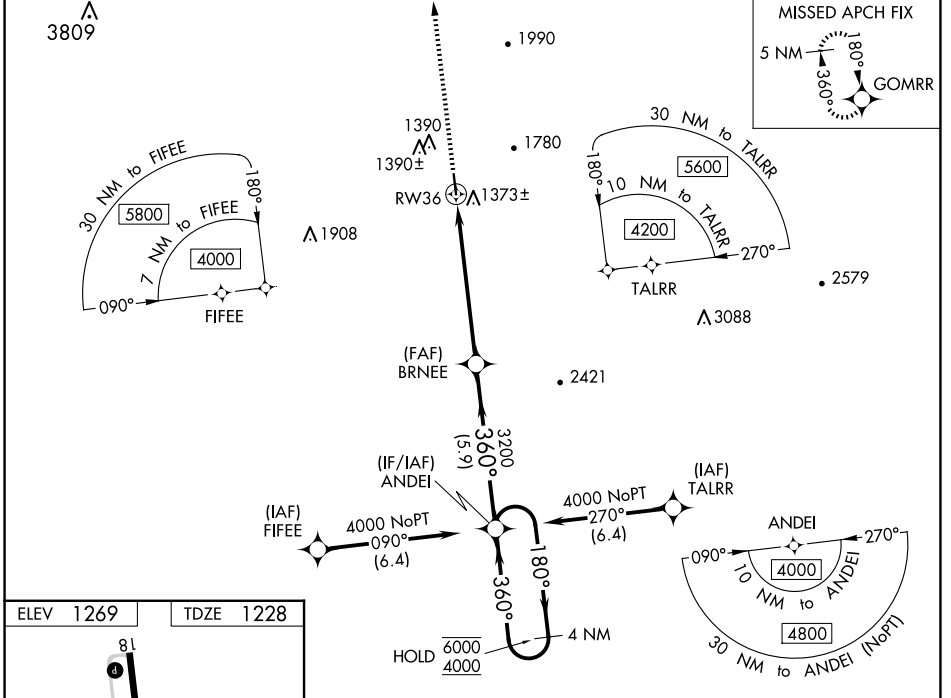 3809
1990
MISSED APCH FIX
5 NM
180°
360°
GOMRR
1390
1390±
1780
RW36
1373±
30 NM to FIFEE
5800
180°
7 NM to FIFEE
4000
090°
FIFEE
1908
30 NM to TALRR
5600
180°
10 NM to TALRR
4200
270°
TALRR
2579
3088
(FAF)
BRNEE
2421
3200
360°
(5.9)
(IF/IAF)
ANDEI
(IAF)
TALRR
4000 NoPT
270°
(6.4)
(IAF)
FIFEE
4000 NoPT
090°
(6.4)
360°
180°
HOLD
6000
4000
4 NM
ANDEI
090°
270°
4000
10 NM to ANDEI
4800
30 NM to ANDEI (NoPT)
ELEV 1269
TDZE 1228
18
P